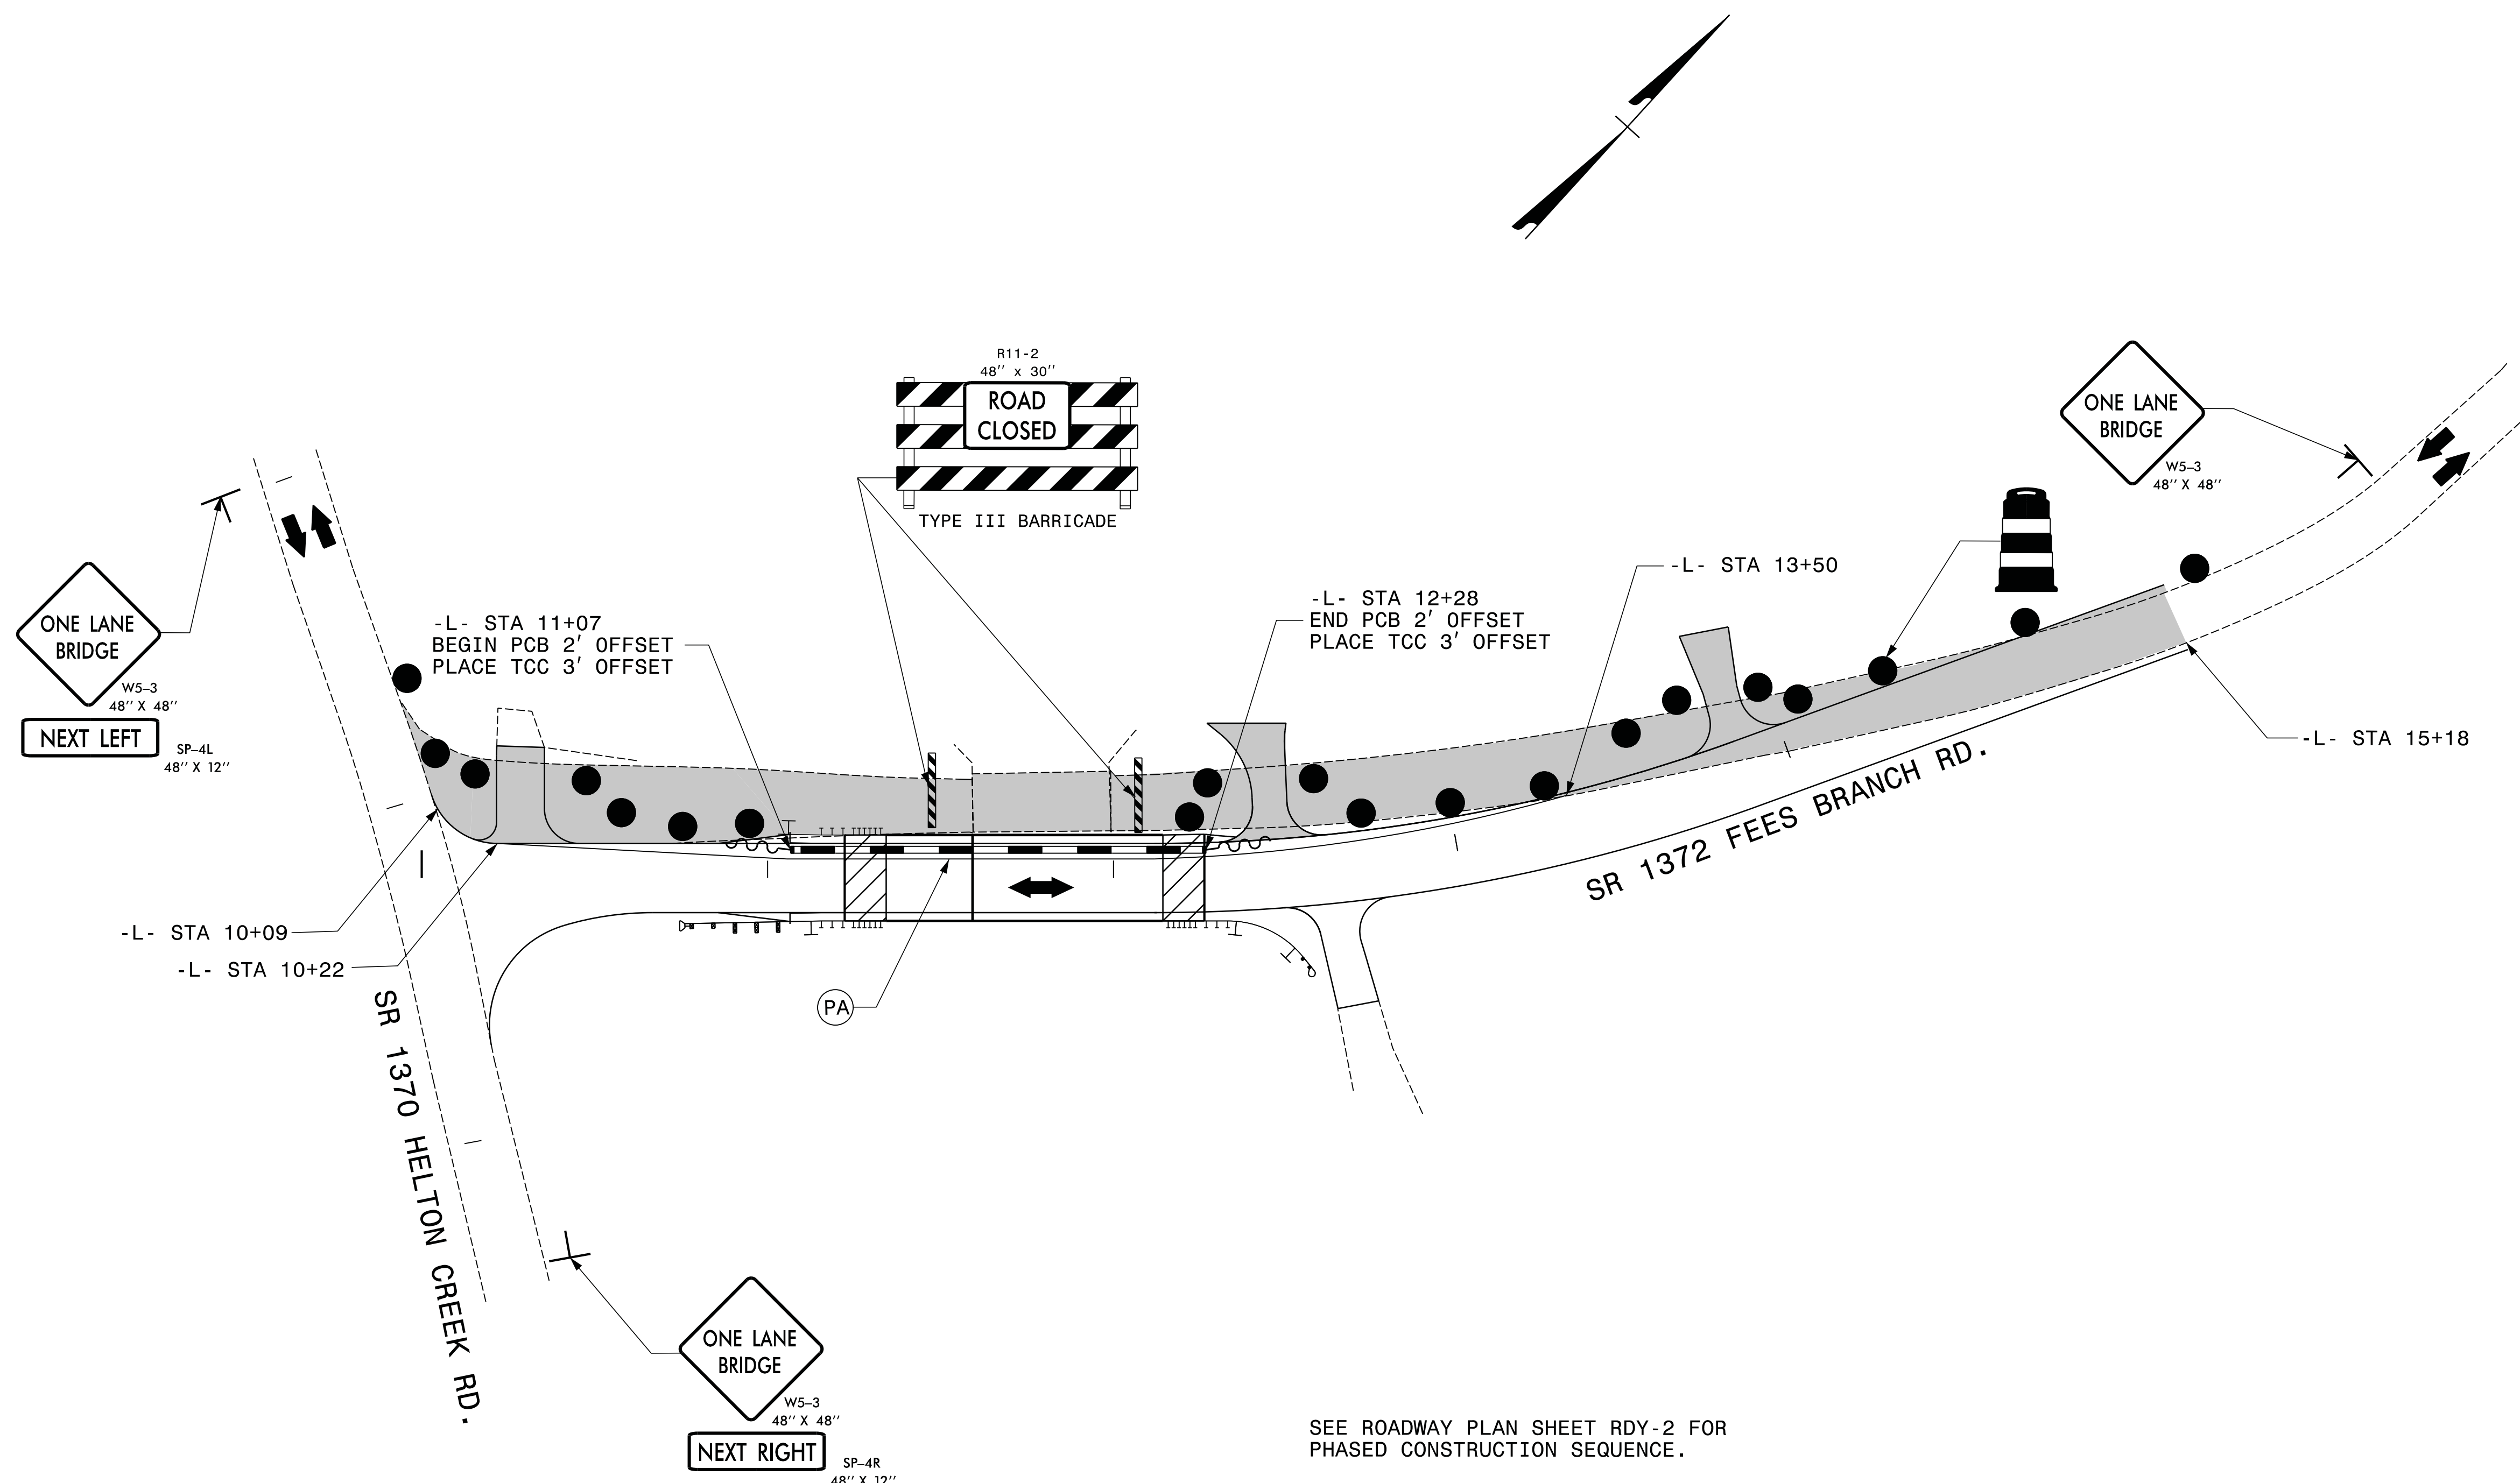 R11-2
48'' x 30''
ROAD
CLOSED
TYPE III BARRICADE
ONE LANE
BRIDGE
W5-3
48'' X 48''
ONE LANE
BRIDGE
W5-3
48'' X 48''
NEXT LEFT
SP-4L
48'' X 12''
-L- STA 11+07
BEGIN PCB 2' OFFSET
PLACE TCC 3' OFFSET
-L- STA 12+28
END PCB 2' OFFSET
PLACE TCC 3' OFFSET
-L- STA 13+50
-L- STA 15+18
SR 1372 FEES BRANCH RD.
-L- STA 10+09
-L- STA 10+22
PA
SR 1370 HELTON CREEK RD.
ONE LANE
BRIDGE
W5-3
48'' X 48''
NEXT RIGHT
SP-4R
48'' X 12''
SEE ROADWAY PLAN SHEET RDY-2 FOR
PHASED CONSTRUCTION SEQUENCE.